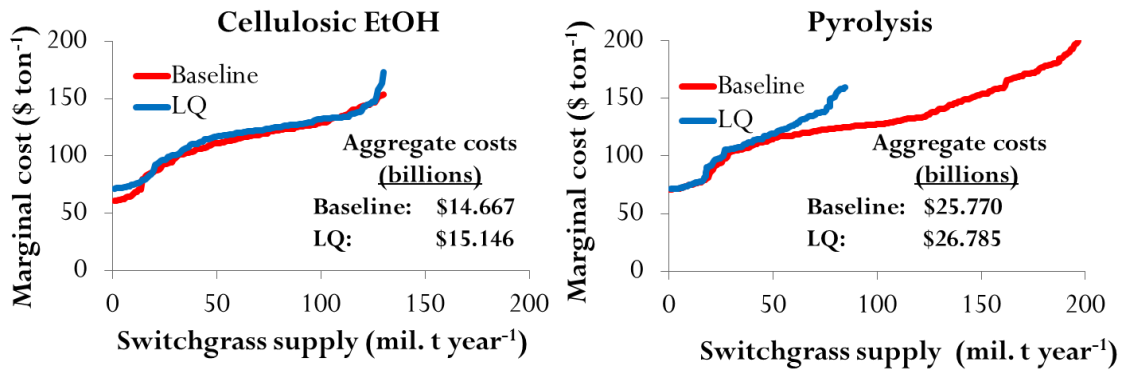 Cellulosic EtOH
Marginal cost ($ ton⁻¹)
200
150
100
50
0
Baseline
LQ
Aggregate costs
(billions)
Baseline: $14.667
LQ: $15.146
0 50 100 150 200
Switchgrass supply (mil. t year⁻¹)
Pyrolysis
Marginal cost ($ ton⁻¹)
200
150
100
50
0
Baseline
LQ
Aggregate costs
(billions)
Baseline: $25.770
LQ: $26.785
0 50 100 150 200
Switchgrass supply (mil. t year⁻¹)